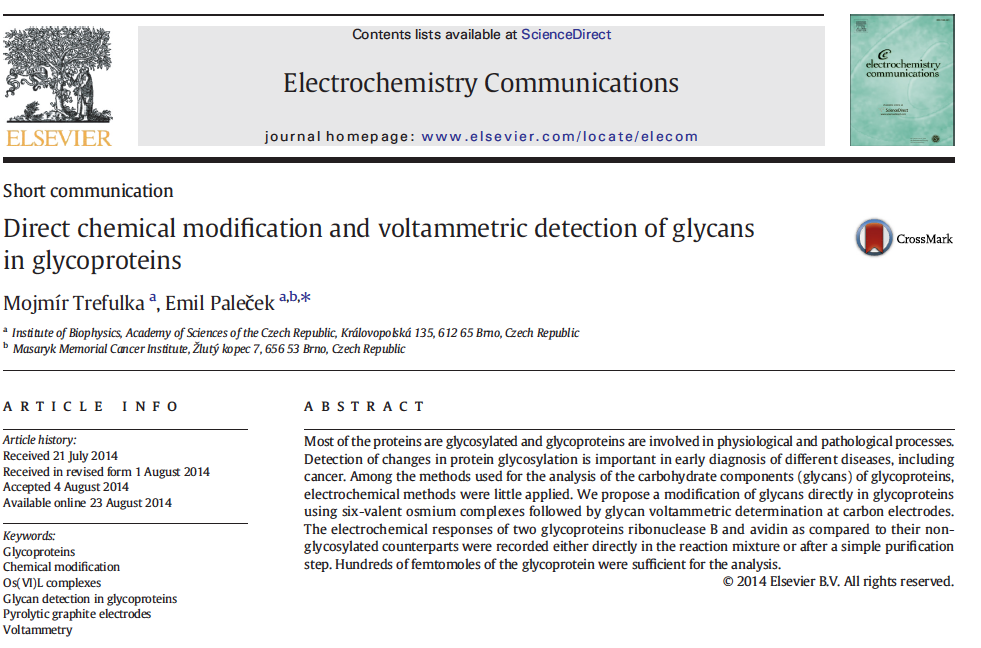 Contents lists available at ScienceDirect
Electrochemistry Communications
journal homepage: www.elsevier.com/locate/elecom
ELSEVIER
electrochemistry
communications
ScienceDirect
Short communication
Direct chemical modification and voltammetric detection of glycans
in glycoproteins
CrossMark
Mojmír Trefulka a, Emil Paleček a,b,*
a Institute of Biophysics, Academy of Sciences of the Czech Republic, Královopolská 135, 612 65 Brno, Czech Republic
b Masaryk Memorial Cancer Institute, Žlutý kopec 7, 656 53 Brno, Czech Republic
ARTICLE INFO
Article history:
Received 21 July 2014
Received in revised form 1 August 2014
Accepted 4 August 2014
Available online 23 August 2014
Keywords:
Glycoproteins
Chemical modification
Os(VI)L complexes
Glycan detection in glycoproteins
Pyrolytic graphite electrodes
Voltammetry
ABSTRACT
Most of the proteins are glycosylated and glycoproteins are involved in physiological and pathological processes.
Detection of changes in protein glycosylation is important in early diagnosis of different diseases, including
cancer. Among the methods used for the analysis of the carbohydrate components (glycans) of glycoproteins,
electrochemical methods were little applied. We propose a modification of glycans directly in glycoproteins
using six-valent osmium complexes followed by glycan voltammetric determination at carbon electrodes.
The electrochemical responses of two glycoproteins ribonuclease B and avidin as compared to their non-
glycosylated counterparts were recorded either directly in the reaction mixture or after a simple purification
step. Hundreds of femtomoles of the glycoprotein were sufficient for the analysis.
© 2014 Elsevier B.V. All rights reserved.